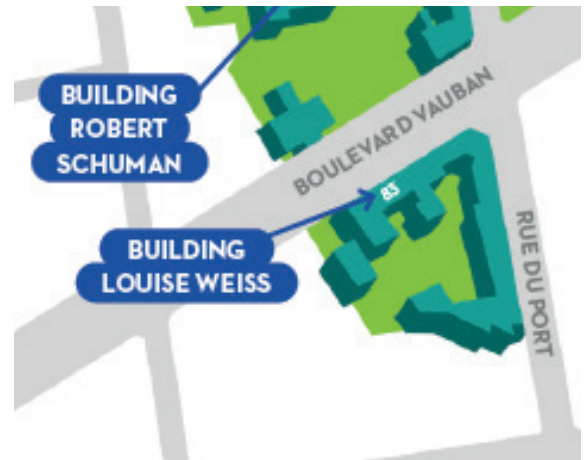 BUILDING
ROBERT
SCHUMAN
BOULEVARD VAUBAN
83
BUILDING
LOUISE WEISS
RUE DU PORT